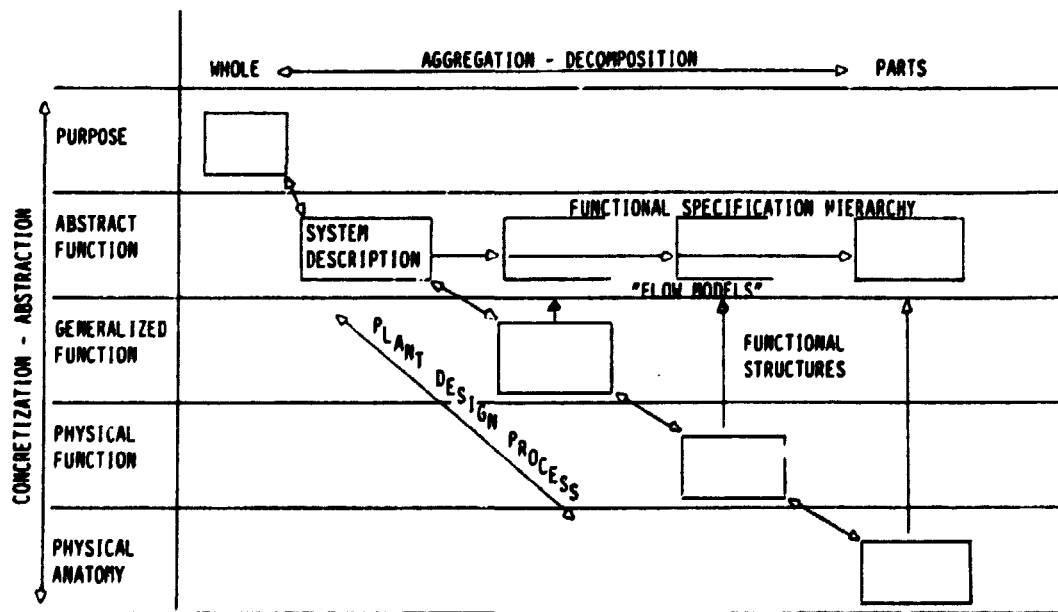 AGGREGATION - DECOMPOSITION
WHOLE
PARTS
PURPOSE
ABSTRACT
FUNCTION
FUNCTIONAL SPECIFICATION HIERARCHY
SYSTEM
DESCRIPTION
"FLOW MODELS"
GENERALIZED
FUNCTION
FUNCTIONAL
STRUCTURES
PLANT DESIGN PROCESS
PHYSICAL
FUNCTION
PHYSICAL
ANATOMY
CONCRETIZATION - ABSTRACTION